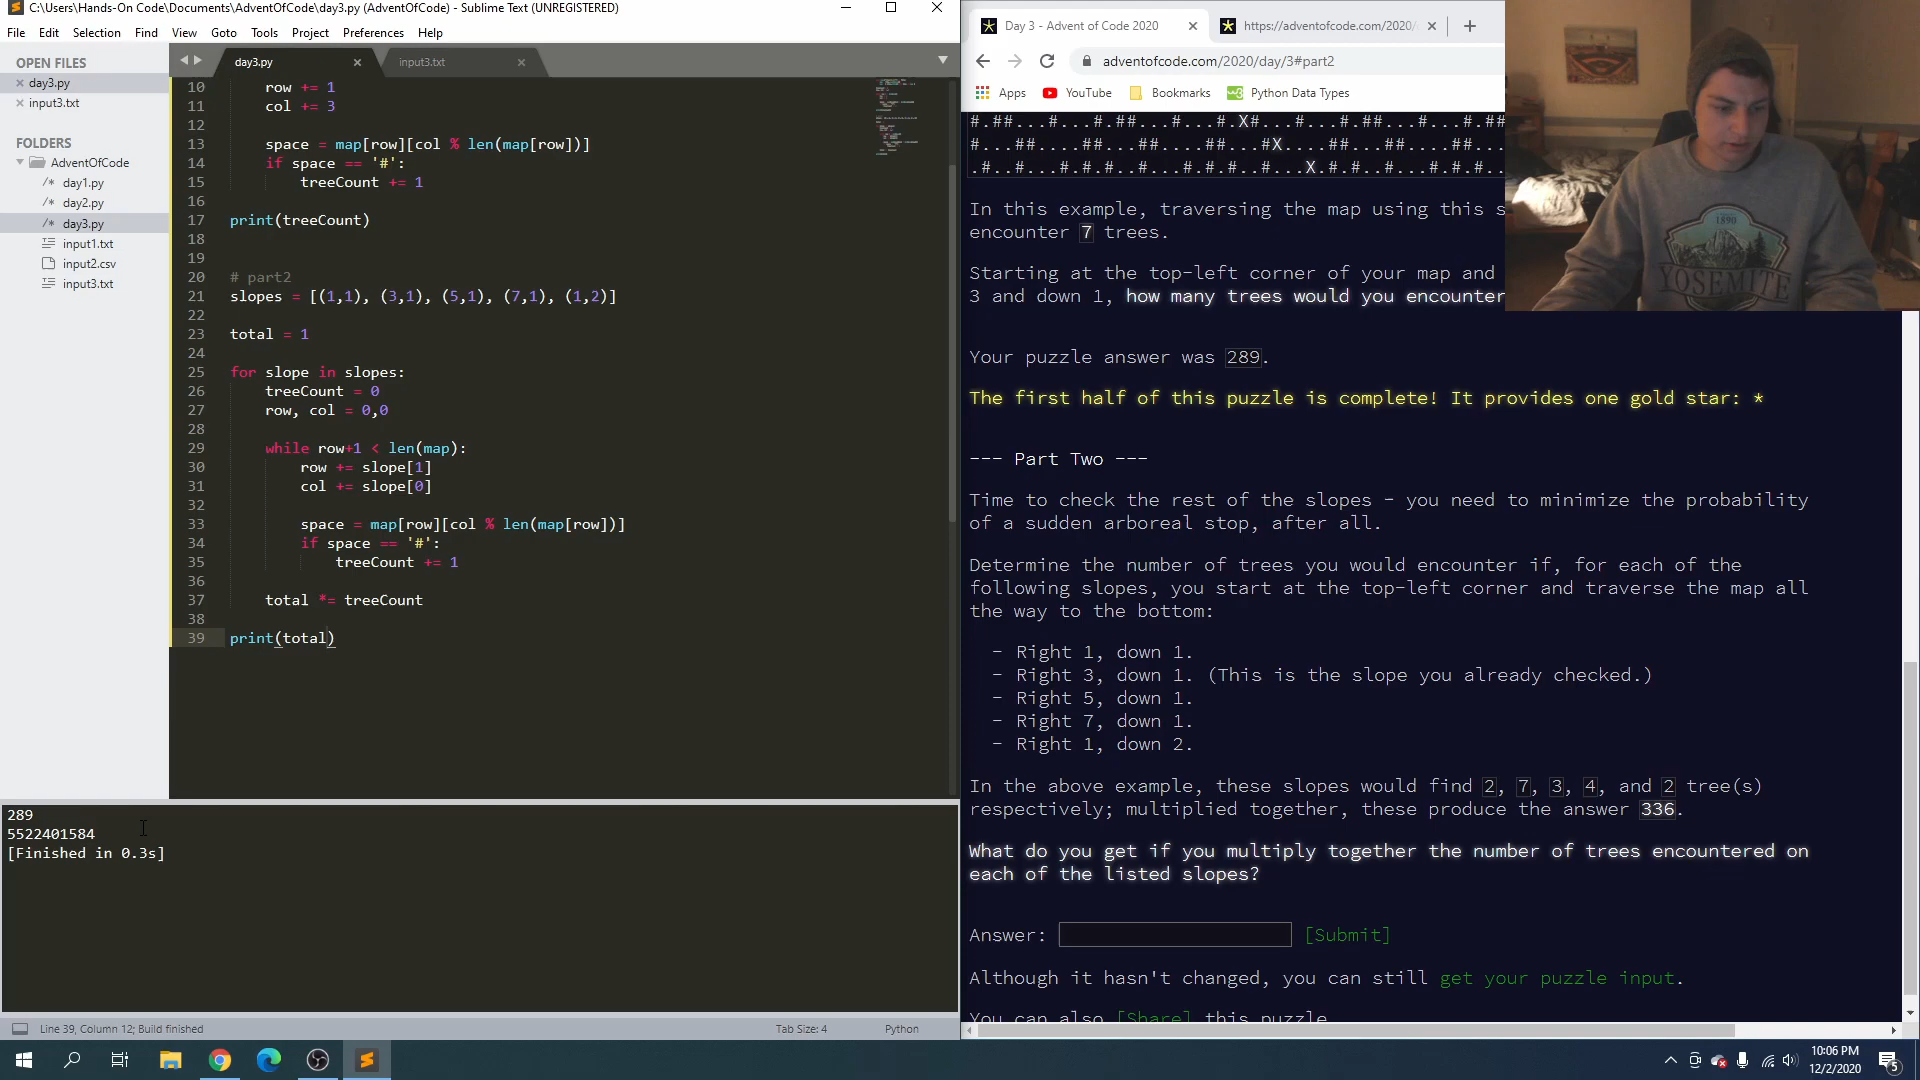 C:\Users\Hands-On Code\Documents\AdventOfCode\day3.py (AdventOfCode) - Sublime Text (UNREGISTERED)
File Edit Selection Find View Goto Tools Project Preferences Help
OPEN FILES
day3.py
input3.txt
FOLDERS
AdventOfCode
day1.py
day2.py
day3.py
input1.txt
input2.csv
input3.txt
day3.py
input3.txt
10 row += 1
11 col += 3
12
13 space = map[row][col % len(map[row])]
14 if space == '#':
15 treeCount += 1
16
17 print(treeCount)
18
19
20 # part2
21 slopes = [(1,1), (3,1), (5,1), (7,1), (1,2)]
22
23 total = 1
24
25 for slope in slopes:
26 treeCount = 0
27 row, col = 0,0
28
29 while row+1 < len(map):
30 row += slope[1]
31 col += slope[0]
32
33 space = map[row][col % len(map[row])]
34 if space == '#':
35 treeCount += 1
36
37 total *= treeCount
38
39 print(total)
289
5522401584
[Finished in 0.3s]
Line 39, Column 12; Build finished
Tab Size: 4
Python
Day 3 - Advent of Code 2020
https://adventofcode.com/2020/
adventofcode.com/2020/day/3#part2
Apps YouTube Bookmarks Python Data Types
#.##...#...#.##...#...#.X#...#...#.##...#...#.##
#...##....#...##....#...##.X#...##....#...##....
.#..#...#.#.#..#...#.#.#..#...X.#.#..#...#.#..
In this example, traversing the map using this s
encounter 7 trees.
Starting at the top-left corner of your map and
3 and down 1, how many trees would you encounter
Your puzzle answer was 289.
The first half of this puzzle is complete! It provides one gold star: *
--- Part Two ---
Time to check the rest of the slopes - you need to minimize the probability
of a sudden arboreal stop, after all.
Determine the number of trees you would encounter if, for each of the
following slopes, you start at the top-left corner and traverse the map all
the way to the bottom:
- Right 1, down 1.
- Right 3, down 1. (This is the slope you already checked.)
- Right 5, down 1.
- Right 7, down 1.
- Right 1, down 2.
In the above example, these slopes would find 2, 7, 3, 4, and 2 tree(s)
respectively; multiplied together, these produce the answer 336.
What do you get if you multiply together the number of trees encountered on
each of the listed slopes?
Answer: [Submit]
Although it hasn't changed, you can still get your puzzle input.
You can also [Share] this puzzle.
1890
YOSEMITE
10:06 PM
12/2/2020
5